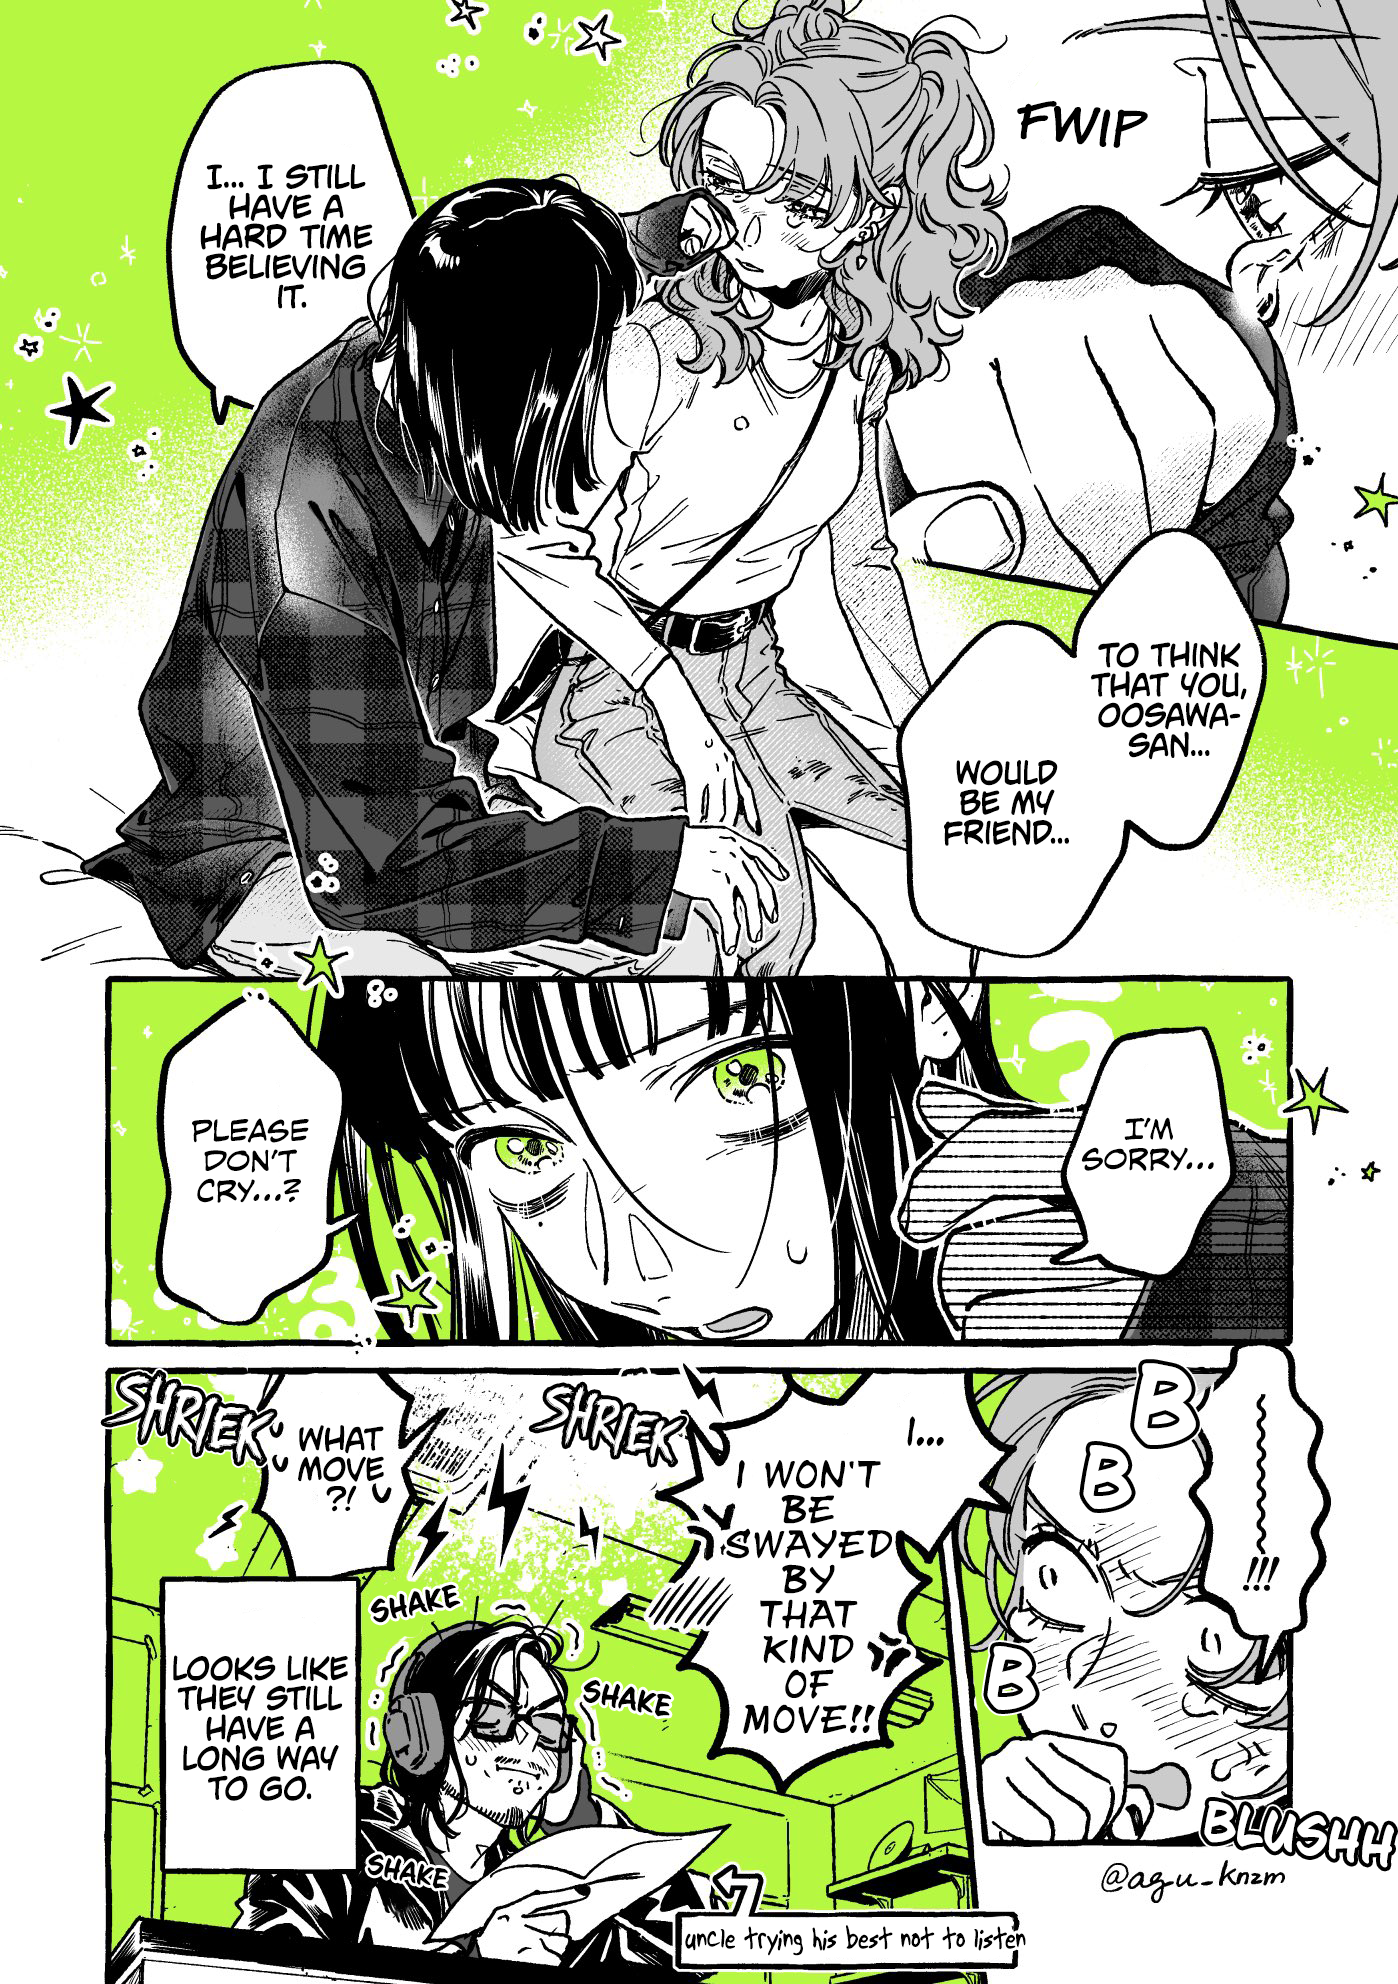 FWIP
I... I STILL
HAVE A
HARD TIME
BELIEVING
IT.
TO THINK
THAT YOU,
OOSAWA-
SAN...
WOULD
BE MY
FRIEND...
I'M
SORRY...
PLEASE
DON'T
CRY...?
B
B
B
!!!
BLUSHH
I...
I WON'T
BE
SWAYED
BY
THAT
KIND
OF
MOVE!!
SHRIEK
SHRIEK
WHAT
MOVE
?!
SHAKE
SHAKE
SHAKE
LOOKS LIKE
THEY STILL
HAVE A
LONG WAY
TO GO.
uncle trying his best not to listen
@agu_knzm